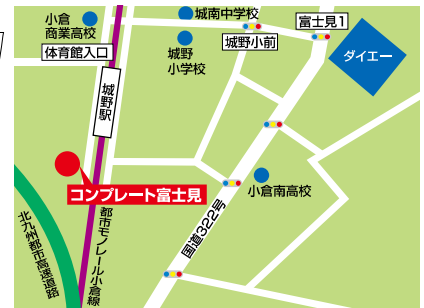 小倉
商業高校
体育館入口
城南中学校
城野
小学校
城野小前
富士見1
ダイエー
城野駅
コンプレート富士見
小倉南高校
国道322号
都市モノレール小倉線
北九州都市高速道路